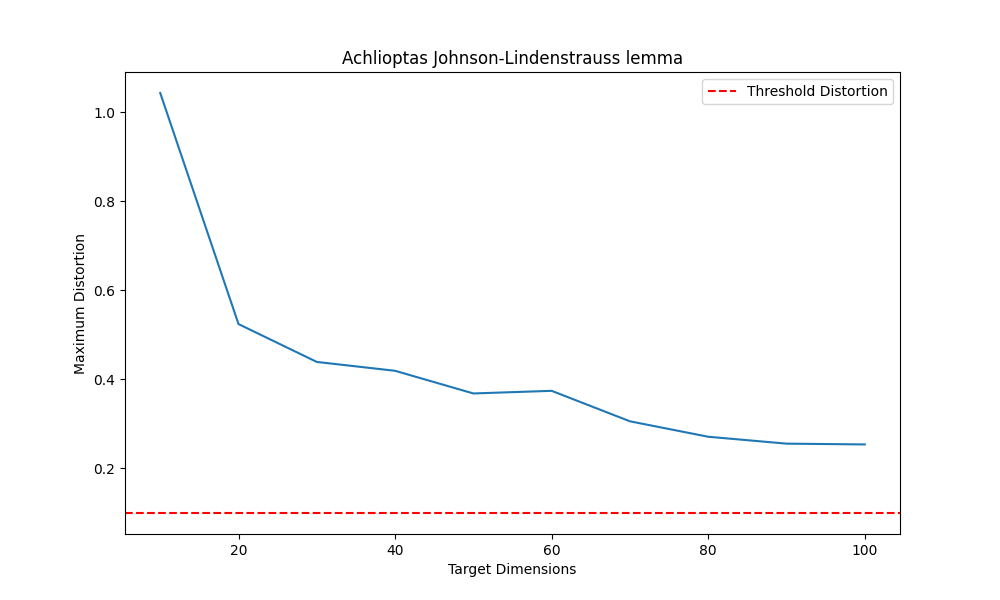 Achlioptas Johnson-Lindenstrauss lemma
Threshold Distortion
Maximum Distortion
1.0
0.8
0.6
0.4
0.2
20
40
60
80
100
Target Dimensions